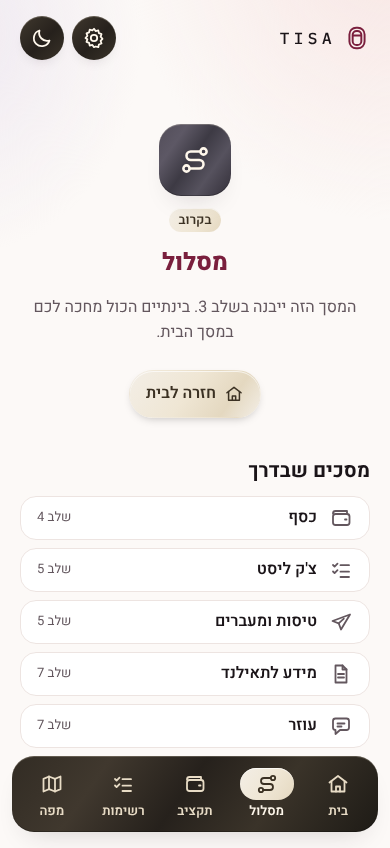 TISA
בקרוב
מסלול
המסך הזה ייבנה בשלב 3. בינתיים הכול מחכה לכם
במסך הבית.
חזרה לבית
מסכים שבדרך
כסף שלב 4
צ'ק ליסט שלב 5
טיסות ומעברים שלב 5
מידע לתאילנד שלב 7
עוזר שלב 7
בית מסלול תקציב רשימות מפה